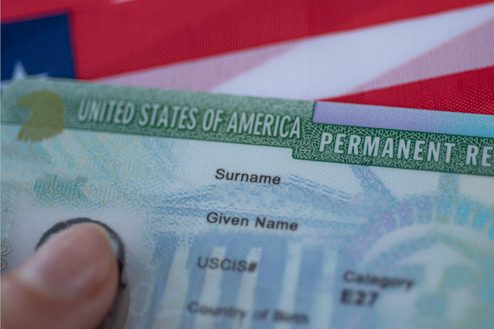 UNITED STATES OF AMERICA
PERMANENT RE
Surname
Given Name
USCIS#
Category
E27
Country of Birth